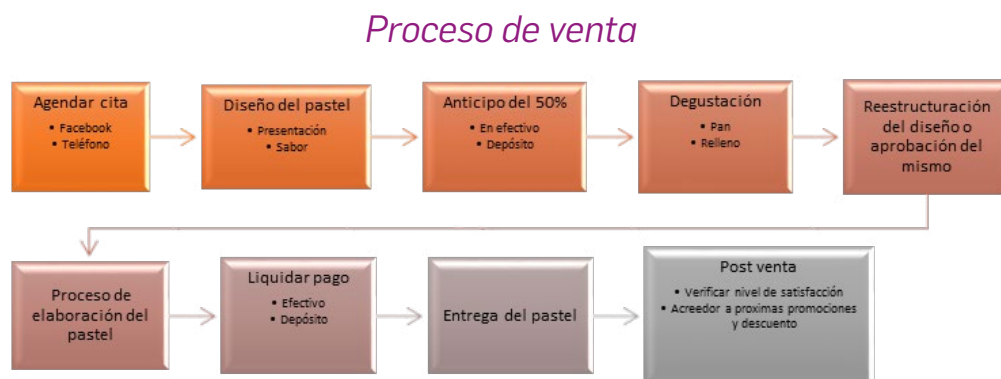 Proceso de venta
Agendar cita
▪ Facebook
▪ Teléfono
Diseño del pastel
▪ Presentación
▪ Sabor
Anticipo del 50%
▪ En efectivo
▪ Depósito
Degustación
▪ Pan
▪ Relleno
Reestructuración
del diseño o
aprobación del
mismo
Proceso de
elaboración del
pastel
Liquidar pago
▪ Efectivo
▪ Depósito
Entrega del pastel
Post venta
▪ Verificar nivel de satisfacción
▪ Acreedor a proximas promociones
y descuento